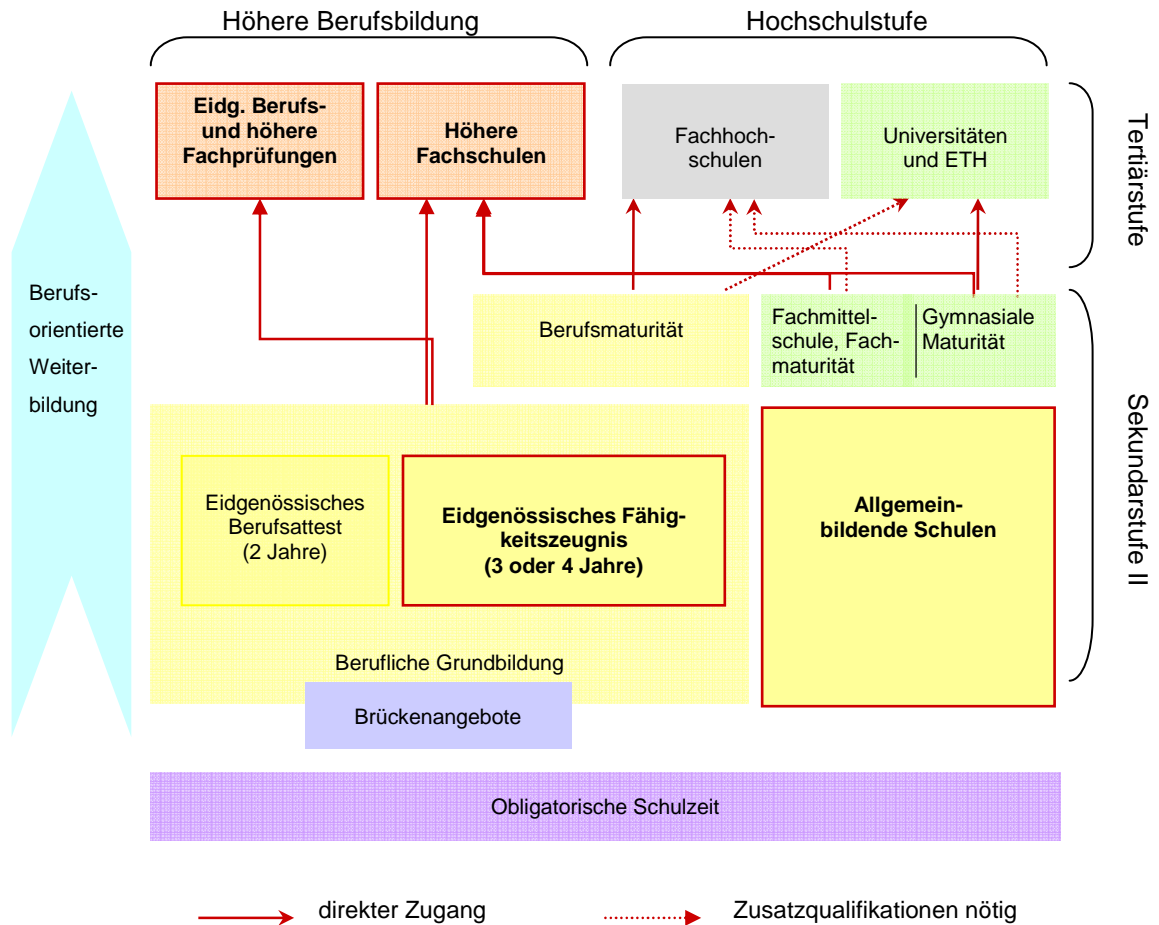 Höhere Berufsbildung
Hochschulstufe
Eidg. Berufs-
und höhere
Fachprüfungen
Höhere
Fachschulen
Fachhoch-
schulen
Universitäten
und ETH
Tertiärstufe
Berufs-
orientierte
Weiter-
bildung
Berufsmaturität
Fachmittel-
schule, Fach-
maturität
Gymnasiale
Maturität
Sekundarstufe II
Eidgenössisches
Berufsattest
(2 Jahre)
Eidgenössisches Fähig-
keitszeugnis
(3 oder 4 Jahre)
Allgemein-
bildende Schulen
Berufliche Grundbildung
Brückenangebote
Obligatorische Schulzeit
direkter Zugang
Zusatzqualifikationen nötig